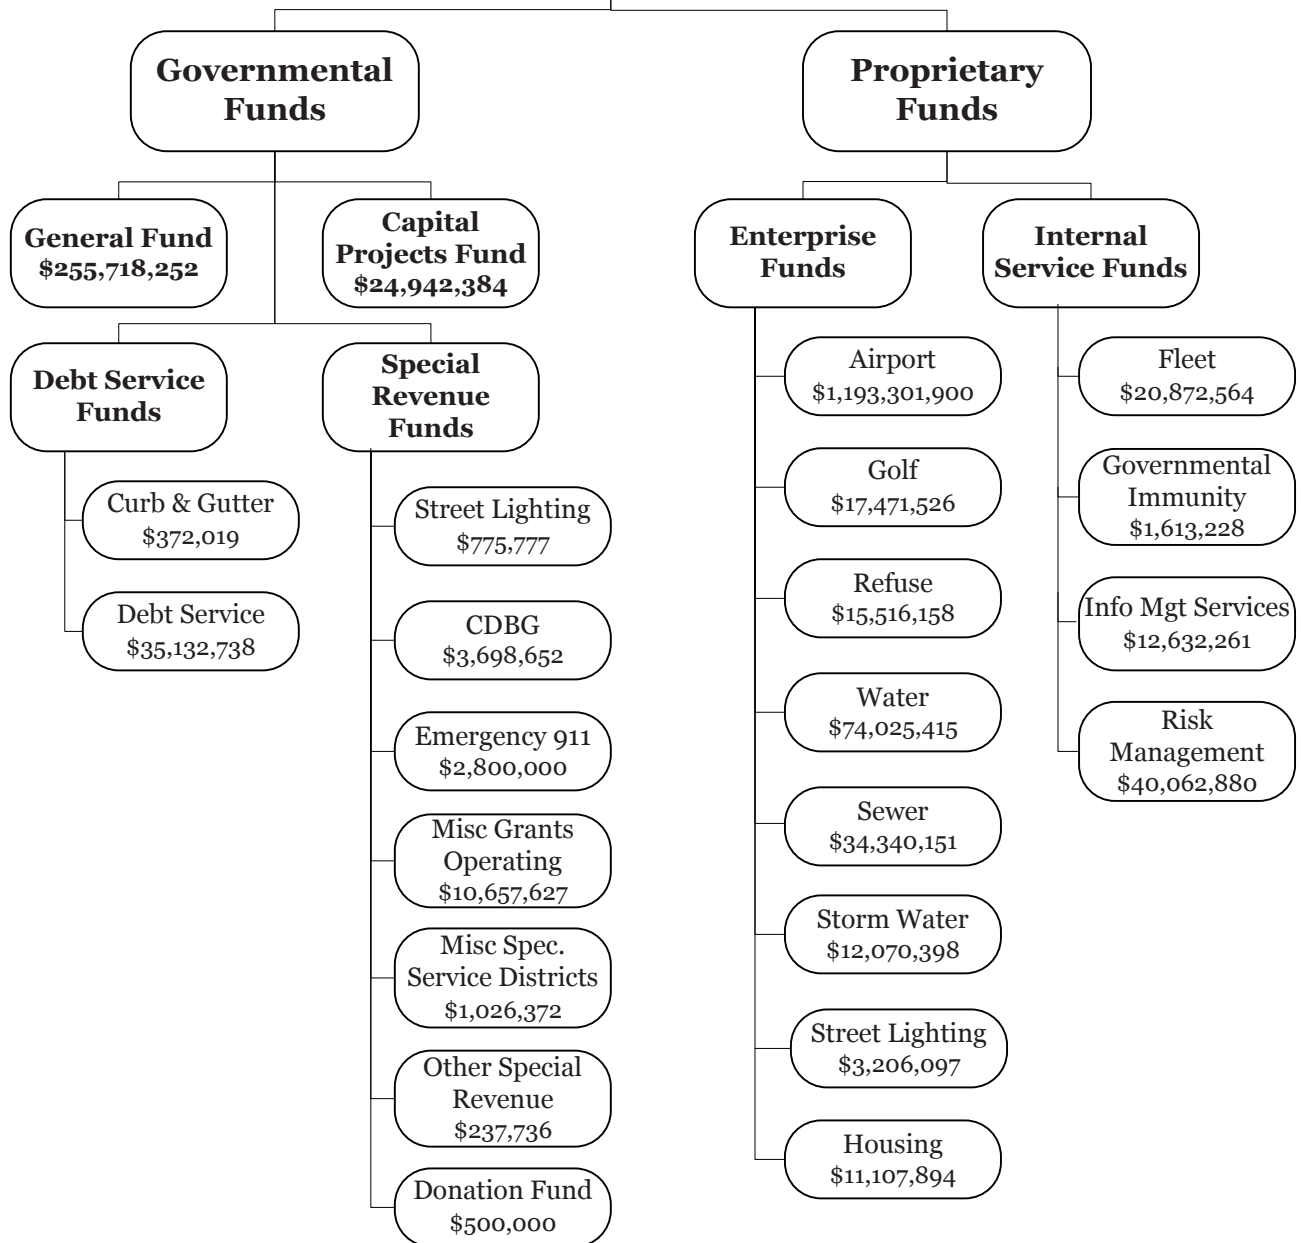 Governmental
Funds
Proprietary
Funds
General Fund
$255,718,252
Capital
Projects Fund
$24,942,384
Debt Service
Funds
Curb & Gutter
$372,019
Debt Service
$35,132,738
Special
Revenue
Funds
Street Lighting
$775,777
CDBG
$3,698,652
Emergency 911
$2,800,000
Misc Grants
Operating
$10,657,627
Misc Spec.
Service Districts
$1,026,372
Other Special
Revenue
$237,736
Donation Fund
$500,000
Enterprise
Funds
Airport
$1,193,301,900
Golf
$17,471,526
Refuse
$15,516,158
Water
$74,025,415
Sewer
$34,340,151
Storm Water
$12,070,398
Street Lighting
$3,206,097
Housing
$11,107,894
Internal
Service Funds
Fleet
$20,872,564
Governmental
Immunity
$1,613,228
Info Mgt Services
$12,632,261
Risk
Management
$40,062,880